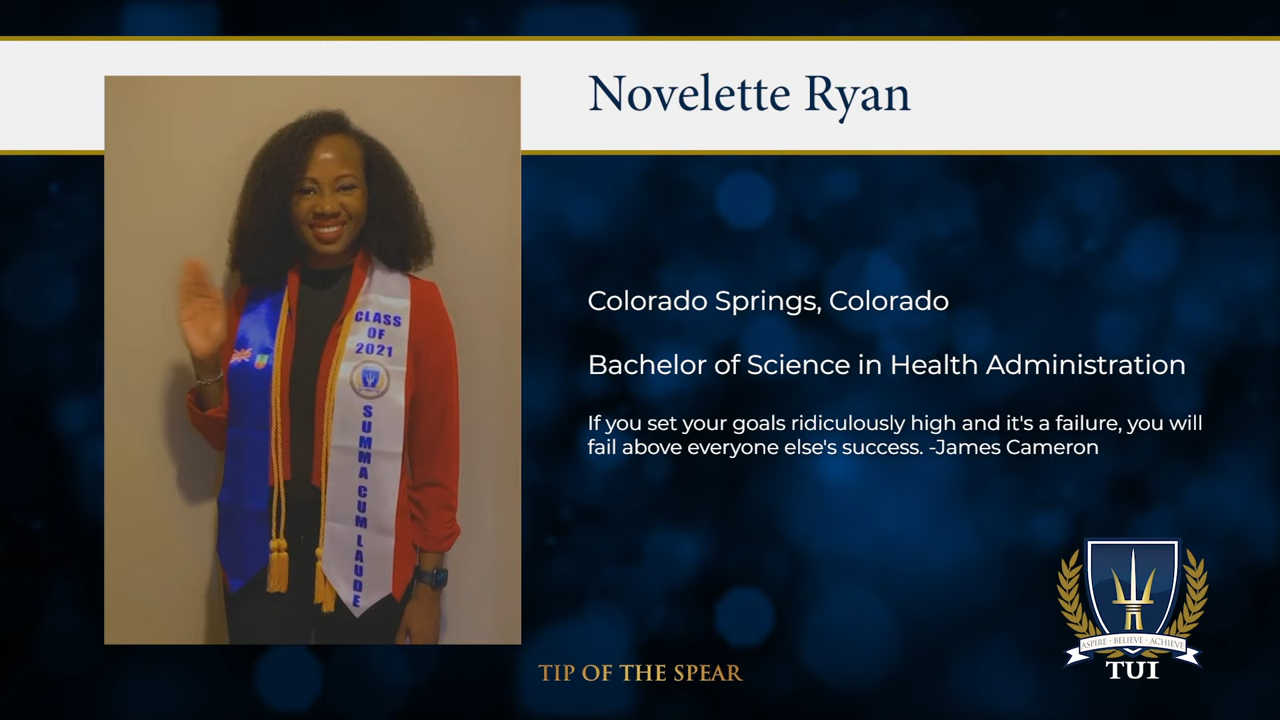 Novelette Ryan
Colorado Springs, Colorado
Bachelor of Science in Health Administration
If you set your goals ridiculously high and it's a failure, you will
fail above everyone else's success. -James Cameron
CLASS
OF
2021
SUMMA CUM LAUDE
ASPIRE · BELIEVE · ACHIEVE
TUI
TIP OF THE SPEAR